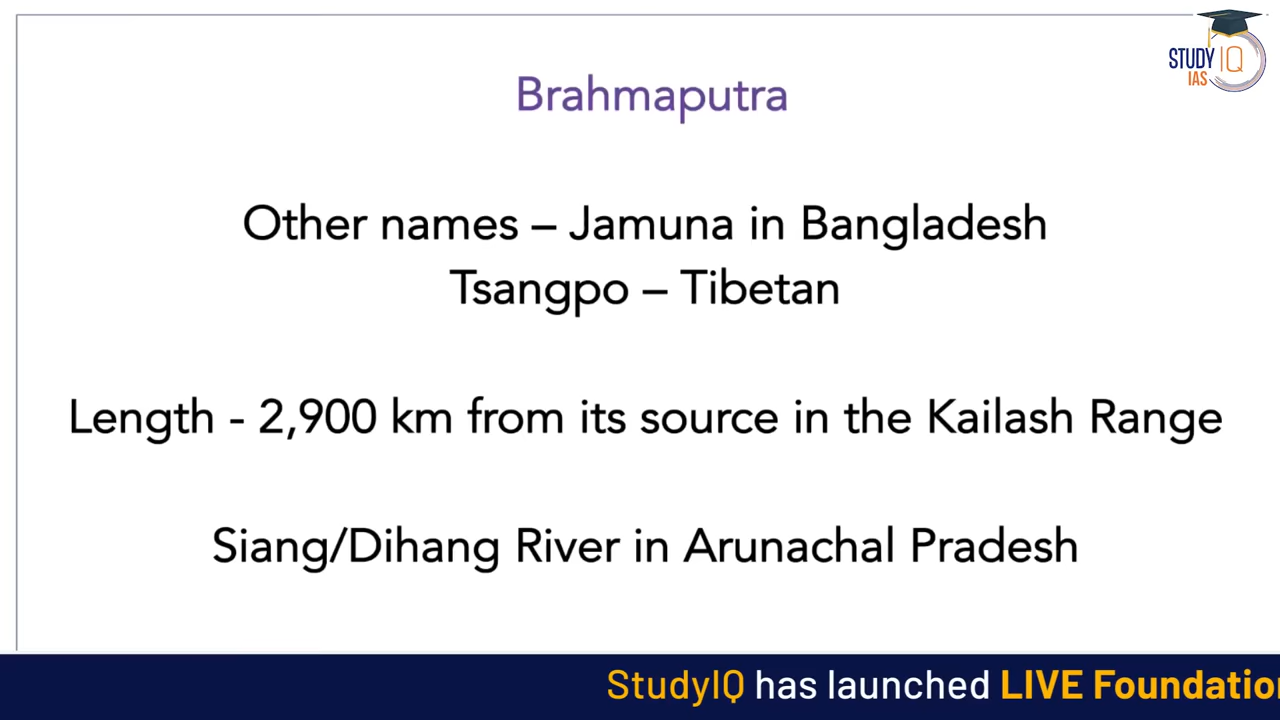 STUDY IQ
IAS
Brahmaputra
Other names – Jamuna in Bangladesh
Tsangpo – Tibetan
Length - 2,900 km from its source in the Kailash Range
Siang/Dihang River in Arunachal Pradesh
StudyIQ has launched LIVE